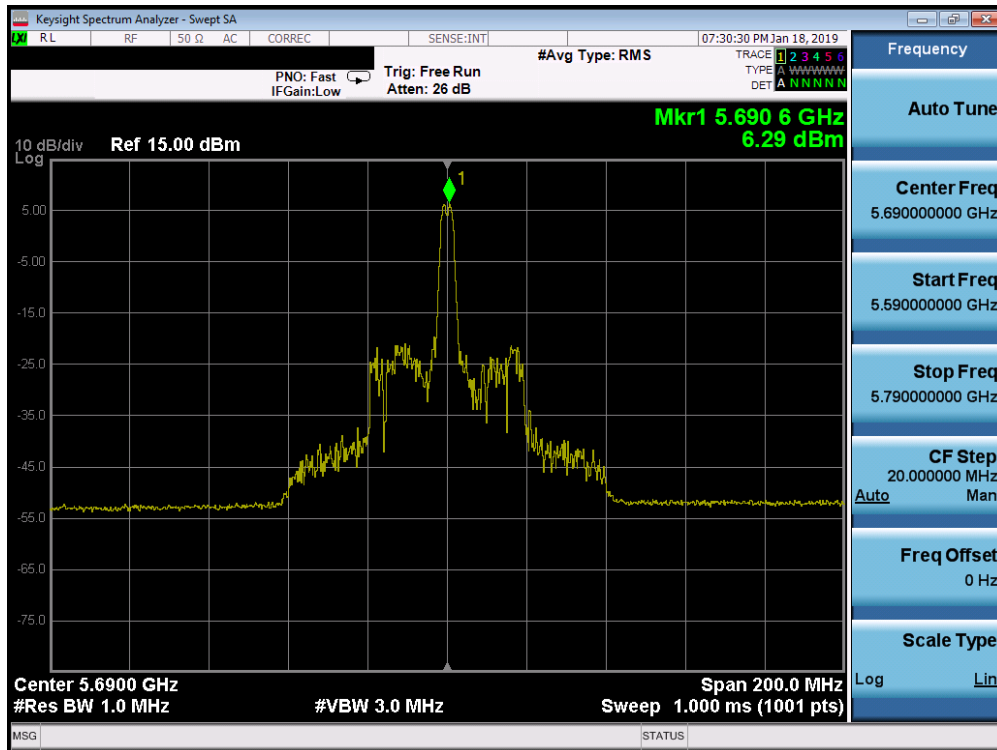 Keysight Spectrum Analyzer - Swept SA
LXI RL RF 50 Ω AC CORREC SENSE:INT 07:30:30 PM Jan 18, 2019
#Avg Type: RMS
TRACE 1 2 3 4 5 6
TYPE A WWWWW
DET A N N N N N
PNO: Fast
IFGain:Low
Trig: Free Run
Atten: 26 dB
Mkr1 5.690 6 GHz
6.29 dBm
10 dB/div Ref 15.00 dBm
Log
1
5.00
-5.00
-15.0
-25.0
-35.0
-45.0
-55.0
-65.0
-75.0
Center 5.6900 GHz
Span 200.0 MHz
#Res BW 1.0 MHz
#VBW 3.0 MHz
Sweep 1.000 ms (1001 pts)
MSG
STATUS
Frequency
Auto Tune
Center Freq
5.690000000 GHz
Start Freq
5.590000000 GHz
Stop Freq
5.790000000 GHz
CF Step
20.000000 MHz
Auto Man
Freq Offset
0 Hz
Scale Type
Log Lin